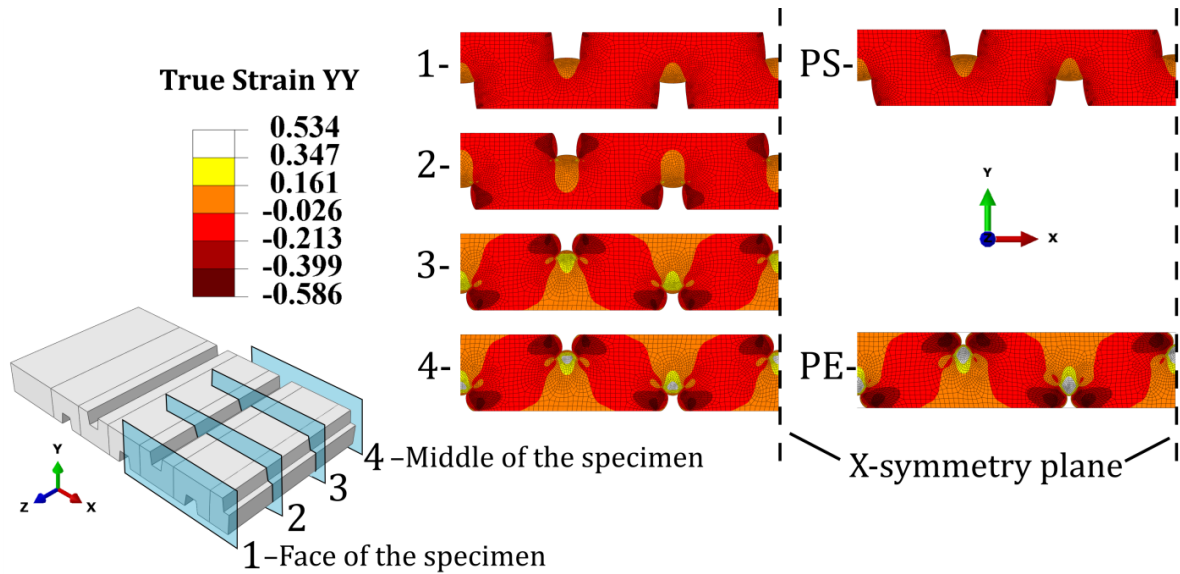 True Strain YY
0.534
0.347
0.161
-0.026
-0.213
-0.399
-0.586
1-
2-
3-
4-
PS-
Y
Z
X
PE-
X-symmetry plane
Y
Z
X
4 –Middle of the specimen
3
2
1–Face of the specimen